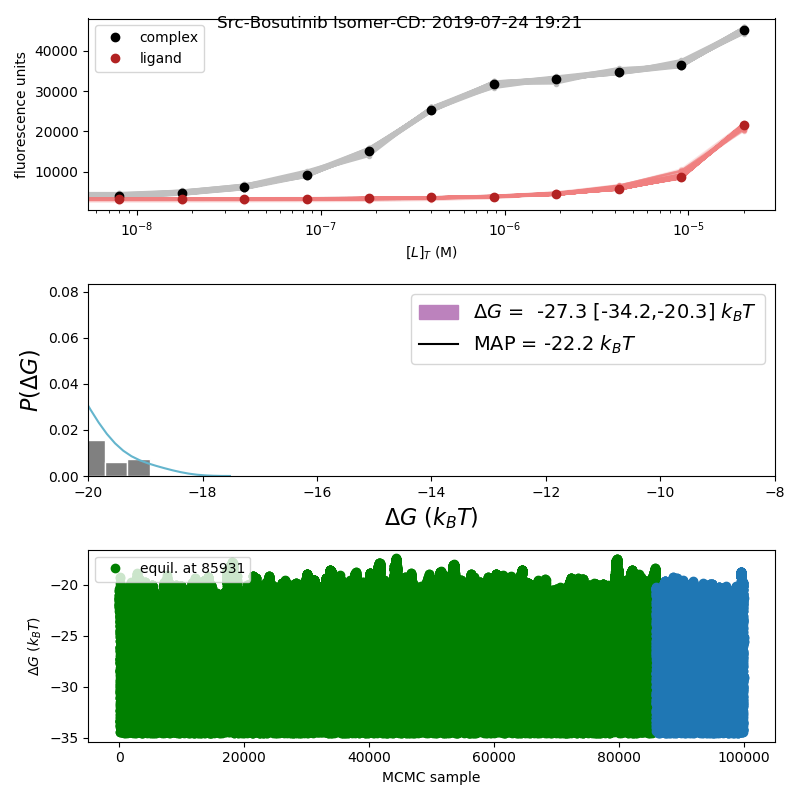 Src-Bosutinib Isomer-CD: 2019-07-24 19:21
complex
ligand
fluorescence units
40000
30000
20000
10000
10⁻⁸ 10⁻⁷ 10⁻⁶ 10⁻⁵
[L]_T (M)
ΔG = -27.3 [-34.2,-20.3] k_BT
MAP = -22.2 k_BT
P(ΔG)
0.08
0.06
0.04
0.02
0.00
−20 −18 −16 −14 −12 −10 −8
ΔG (k_BT)
equil. at 85931
ΔG (k_BT)
−20
−25
−30
−35
0 20000 40000 60000 80000 100000
MCMC sample